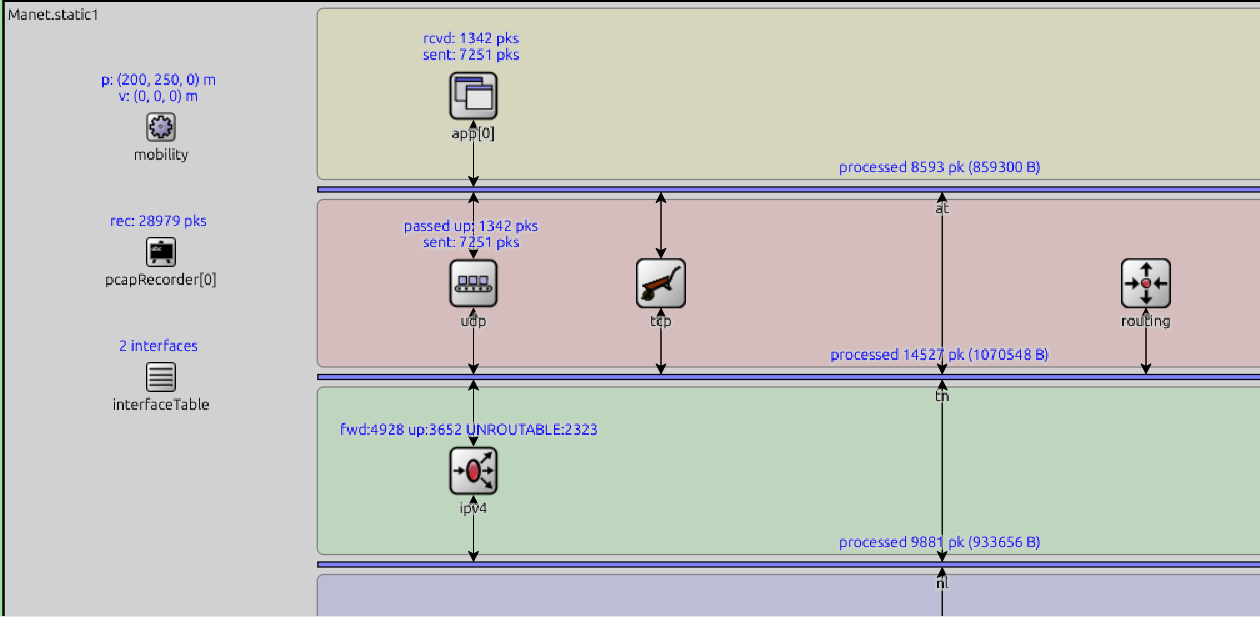 Manet.static1
p: (200, 250, 0) m
v: (0, 0, 0) m
mobility
rec: 28979 pks
pcapRecorder[0]
2 interfaces
interfaceTable
rcvd: 1342 pks
sent: 7251 pks
app[0]
processed 8593 pk (859300 B)
at
passed up: 1342 pks
sent: 7251 pks
udp
tcp
routing
processed 14527 pk (1070548 B)
tn
fwd:4928 up:3652 UNROUTABLE:2323
ipv4
processed 9881 pk (933656 B)
nl